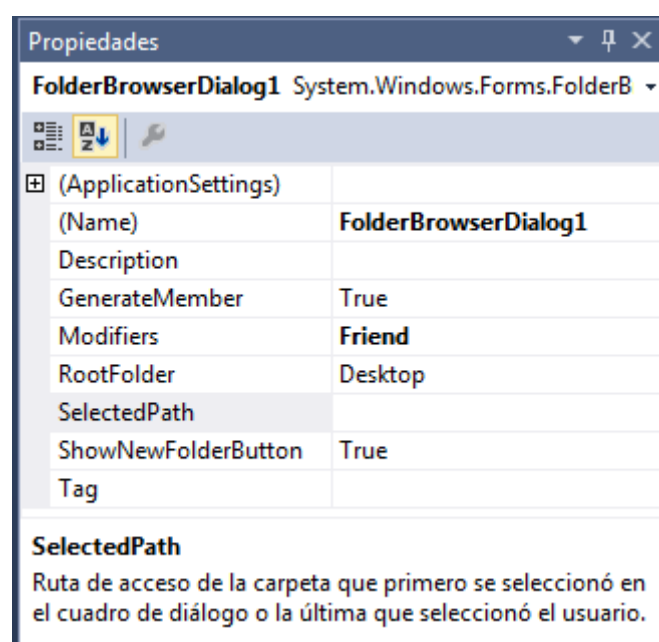 Propiedades
FolderBrowserDialog1 System.Windows.Forms.FolderB
(ApplicationSettings)
(Name) FolderBrowserDialog1
Description
GenerateMember True
Modifiers Friend
RootFolder Desktop
SelectedPath
ShowNewFolderButton True
Tag
SelectedPath
Ruta de acceso de la carpeta que primero se seleccionó en
el cuadro de diálogo o la última que seleccionó el usuario.